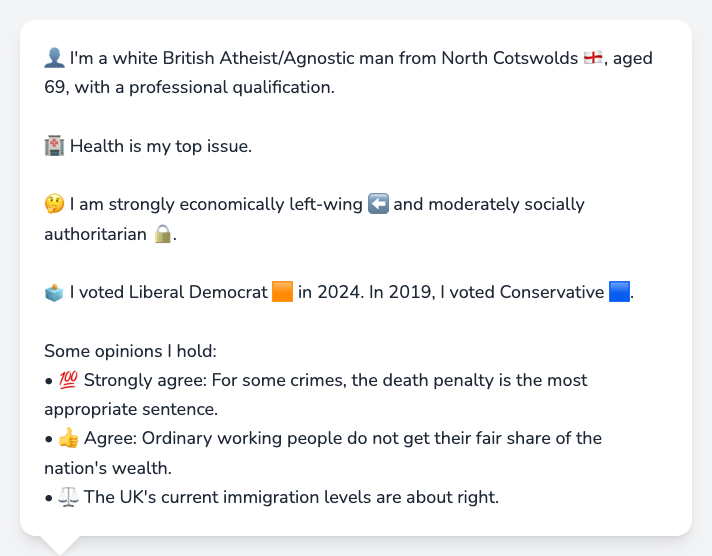 👤 I'm a white British Atheist/Agnostic man from North Cotswolds 🏴󠁧󠁢󠁥󠁮󠁧󠁿, aged
69, with a professional qualification.
🏥 Health is my top issue.
🤔 I am strongly economically left-wing ⬅️ and moderately socially
authoritarian 🔒.
🗳️ I voted Liberal Democrat 🟧 in 2024. In 2019, I voted Conservative 🟦.
Some opinions I hold:
• 💯 Strongly agree: For some crimes, the death penalty is the most
appropriate sentence.
• 👍 Agree: Ordinary working people do not get their fair share of the
nation's wealth.
• ⚖️ The UK's current immigration levels are about right.